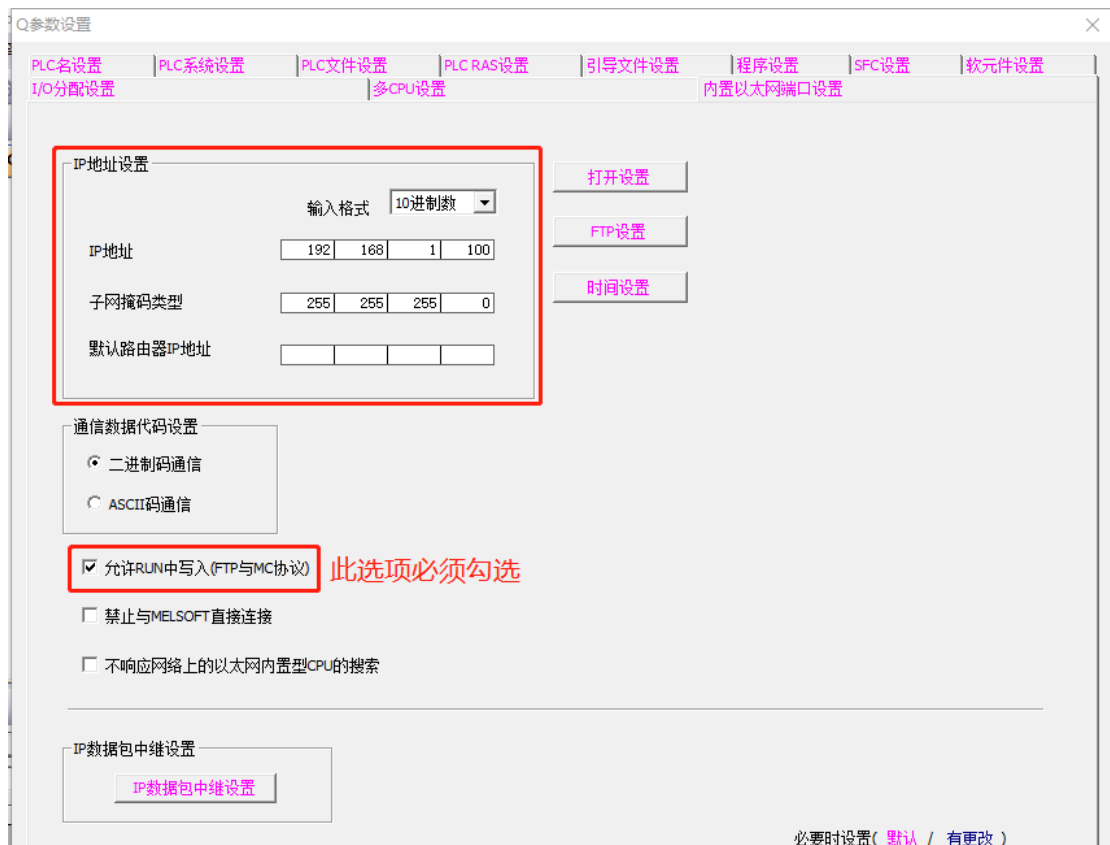 Q参数设置
PLC名设置 PLC系统设置 PLC文件设置 PLC RAS设置 引导文件设置 程序设置 SFC设置 软元件设置
I/O分配设置 多CPU设置 内置以太网端口设置
IP地址设置
输入格式 10进制数
IP地址 192 168 1 100
子网掩码类型 255 255 255 0
默认路由器IP地址
打开设置
FTP设置
时间设置
通信数据代码设置
二进制码通信
ASCII码通信
允许RUN中写入(FTP与MC协议) 此选项必须勾选
禁止与MELSOFT直接连接
不响应网络上的以太网内置型CPU的搜索
IP数据包中继设置
IP数据包中继设置
必要时设置( 默认 / 有更改 )